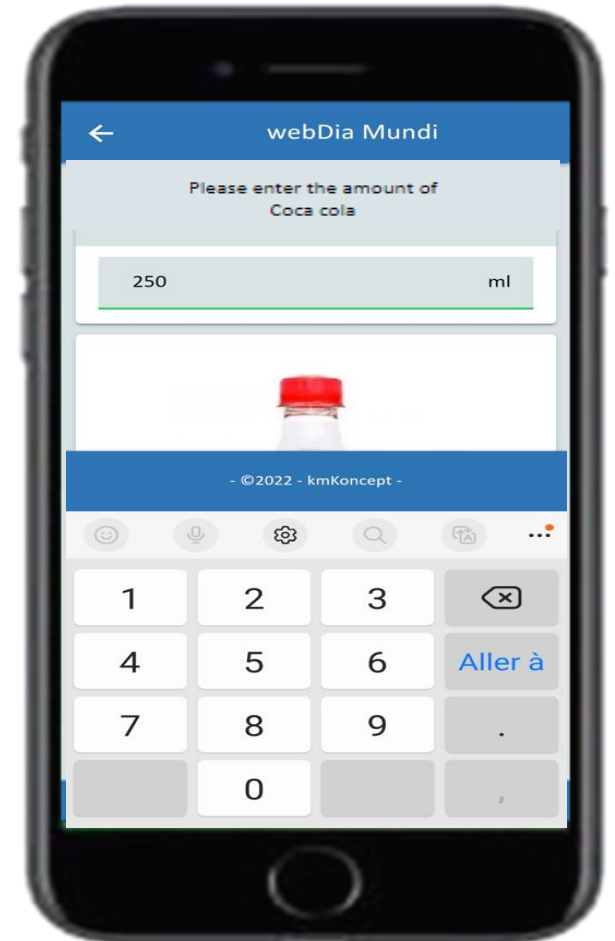 webDia Mundi
Please enter the amount of
Coca cola
250 ml
- ©2022 - kmKoncept -
1 2 3
4 5 6 Aller à
7 8 9 .
0 ,